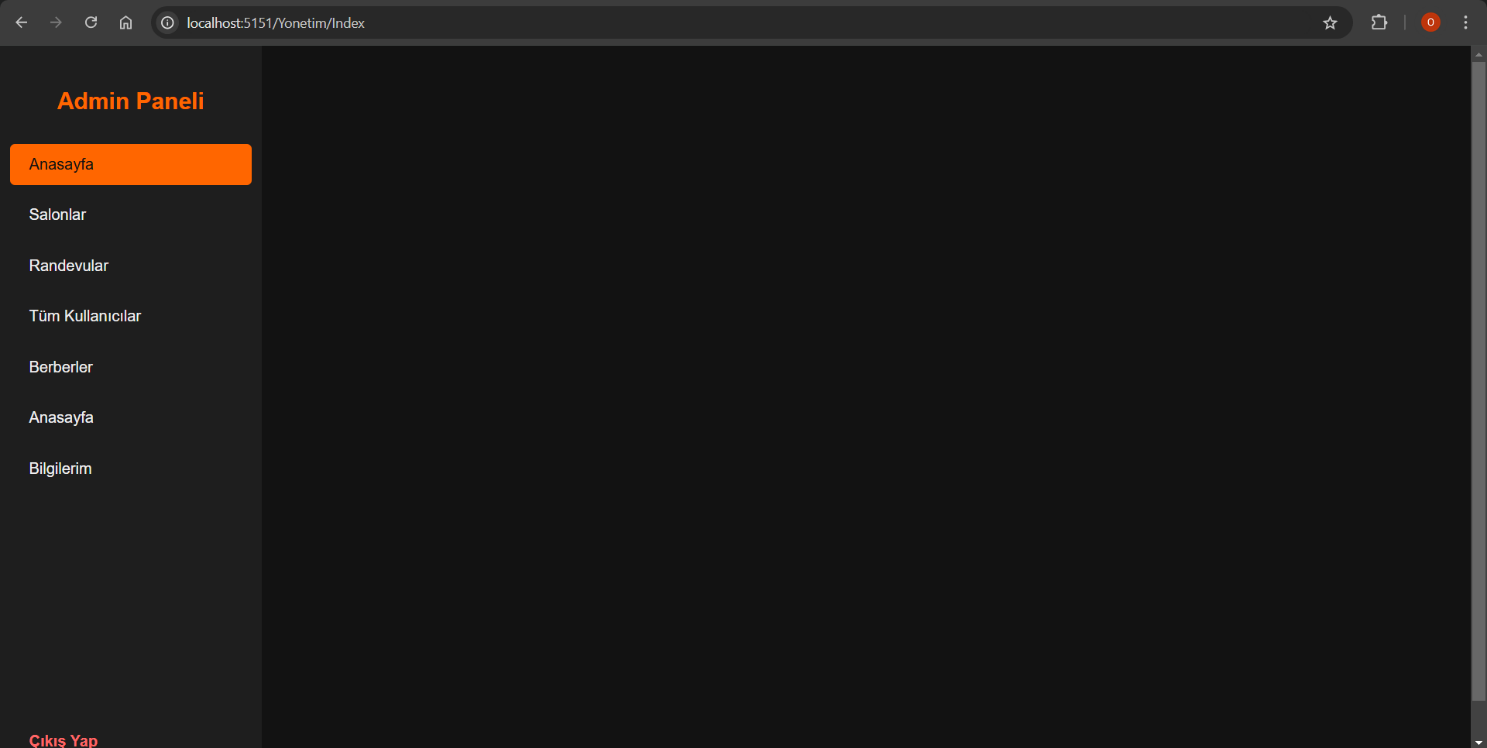 localhost:5151/Yonetim/Index
O
Admin Paneli
Anasayfa
Salonlar
Randevular
Tüm Kullanıcılar
Berberler
Anasayfa
Bilgilerim
Çıkış Yap